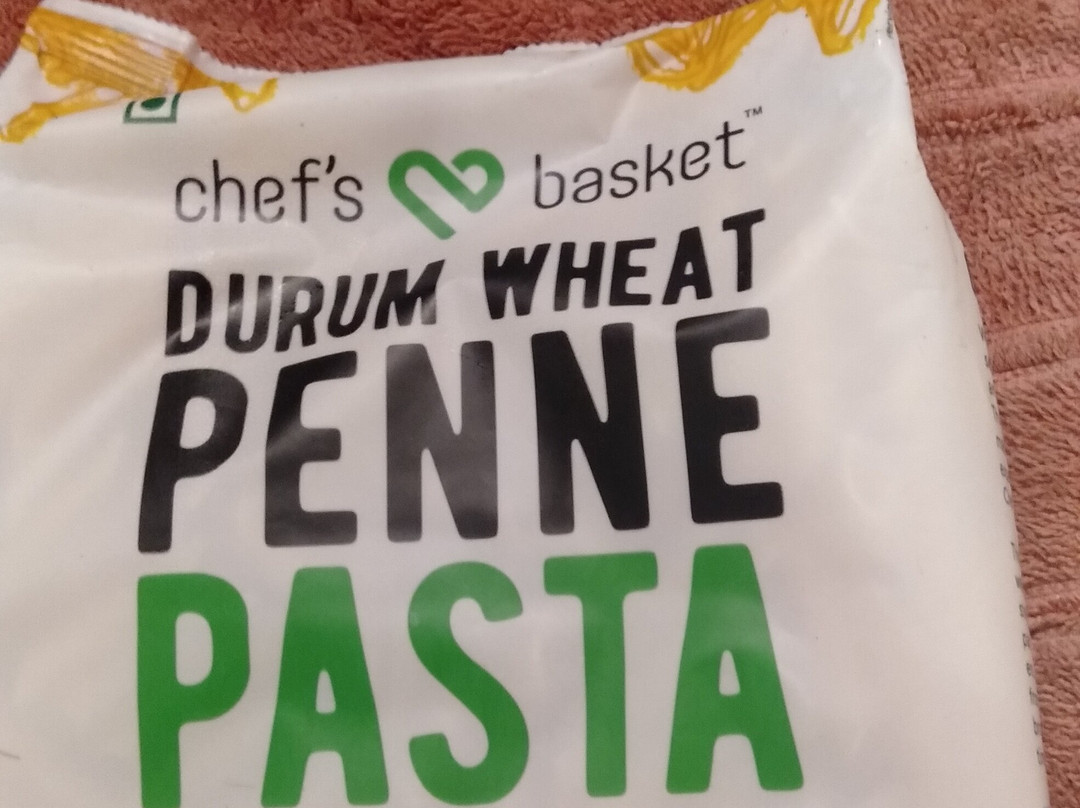 chef's basket™
DURUM WHEAT
PENNE
PASTA